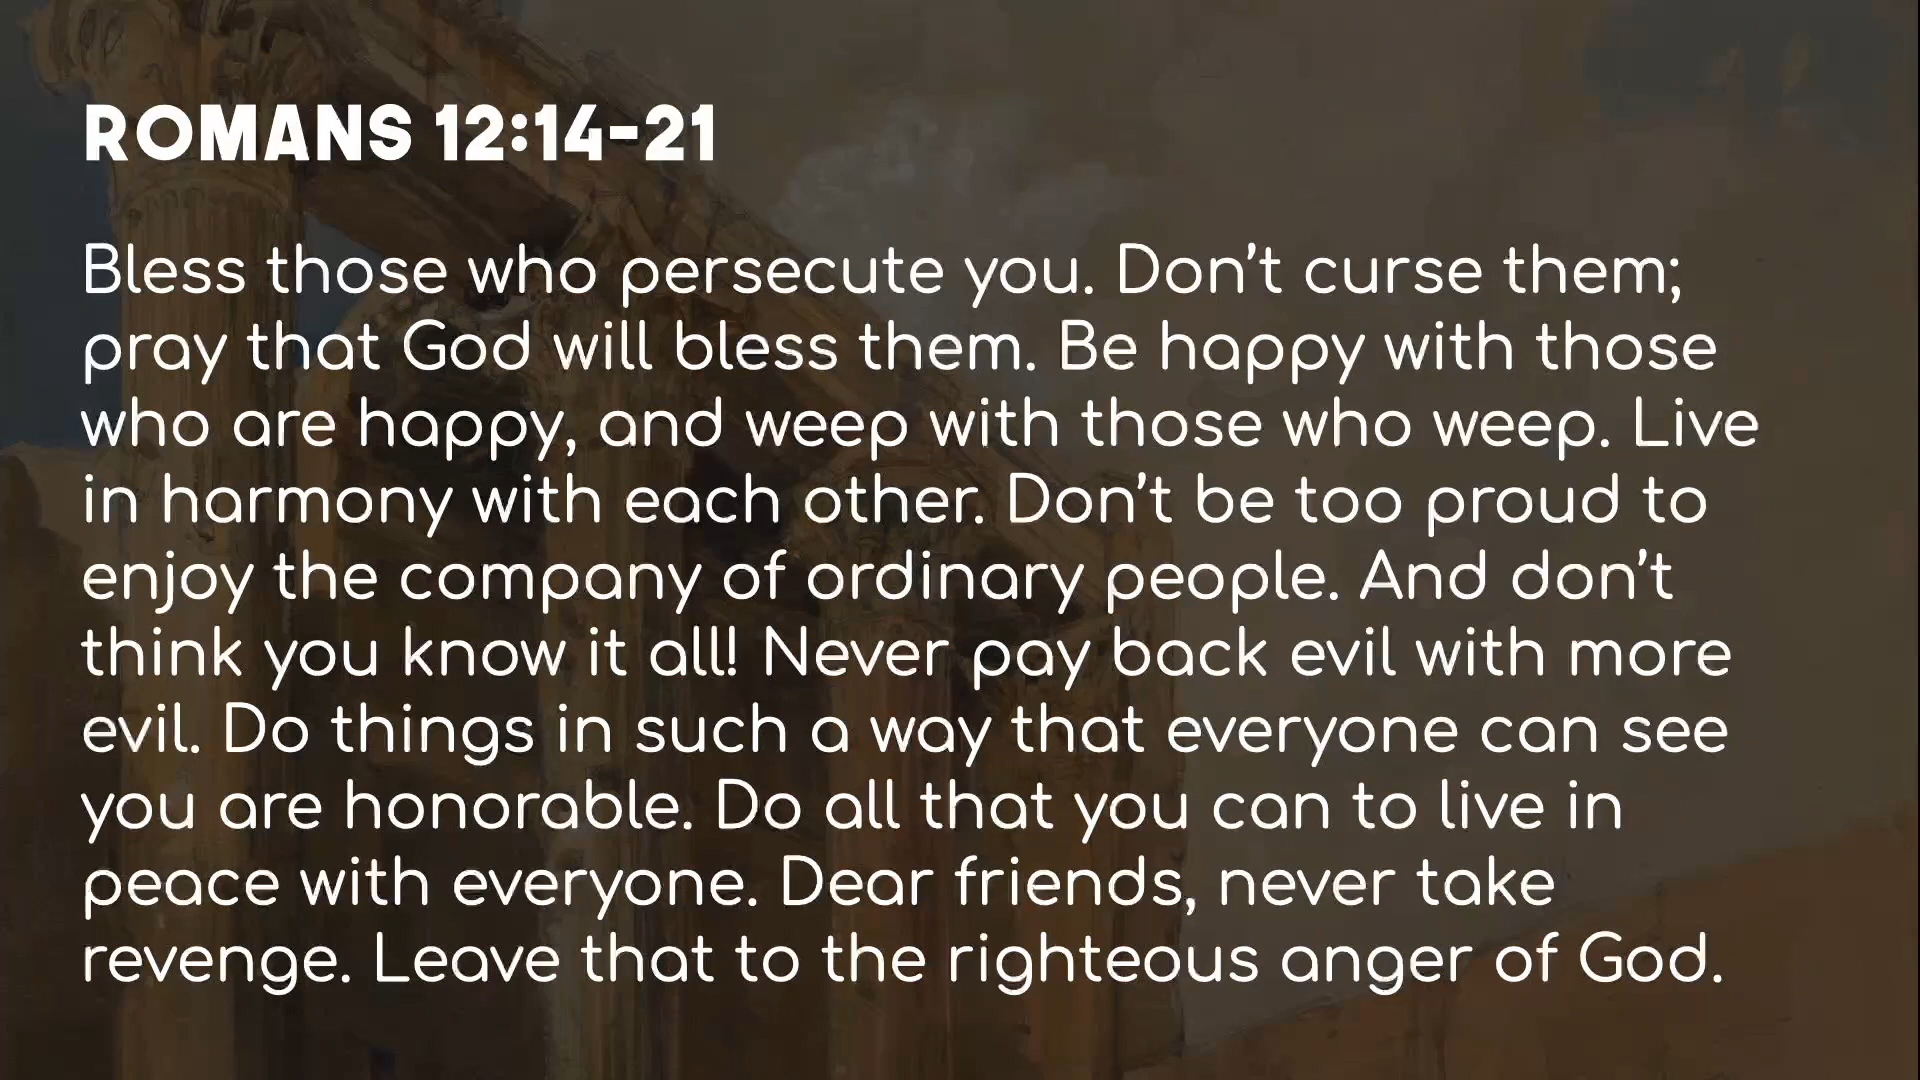 ROMANS 12:14-21
Bless those who persecute you. Don’t curse them;
pray that God will bless them. Be happy with those
who are happy, and weep with those who weep. Live
in harmony with each other. Don’t be too proud to
enjoy the company of ordinary people. And don’t
think you know it all! Never pay back evil with more
evil. Do things in such a way that everyone can see
you are honorable. Do all that you can to live in
peace with everyone. Dear friends, never take
revenge. Leave that to the righteous anger of God.